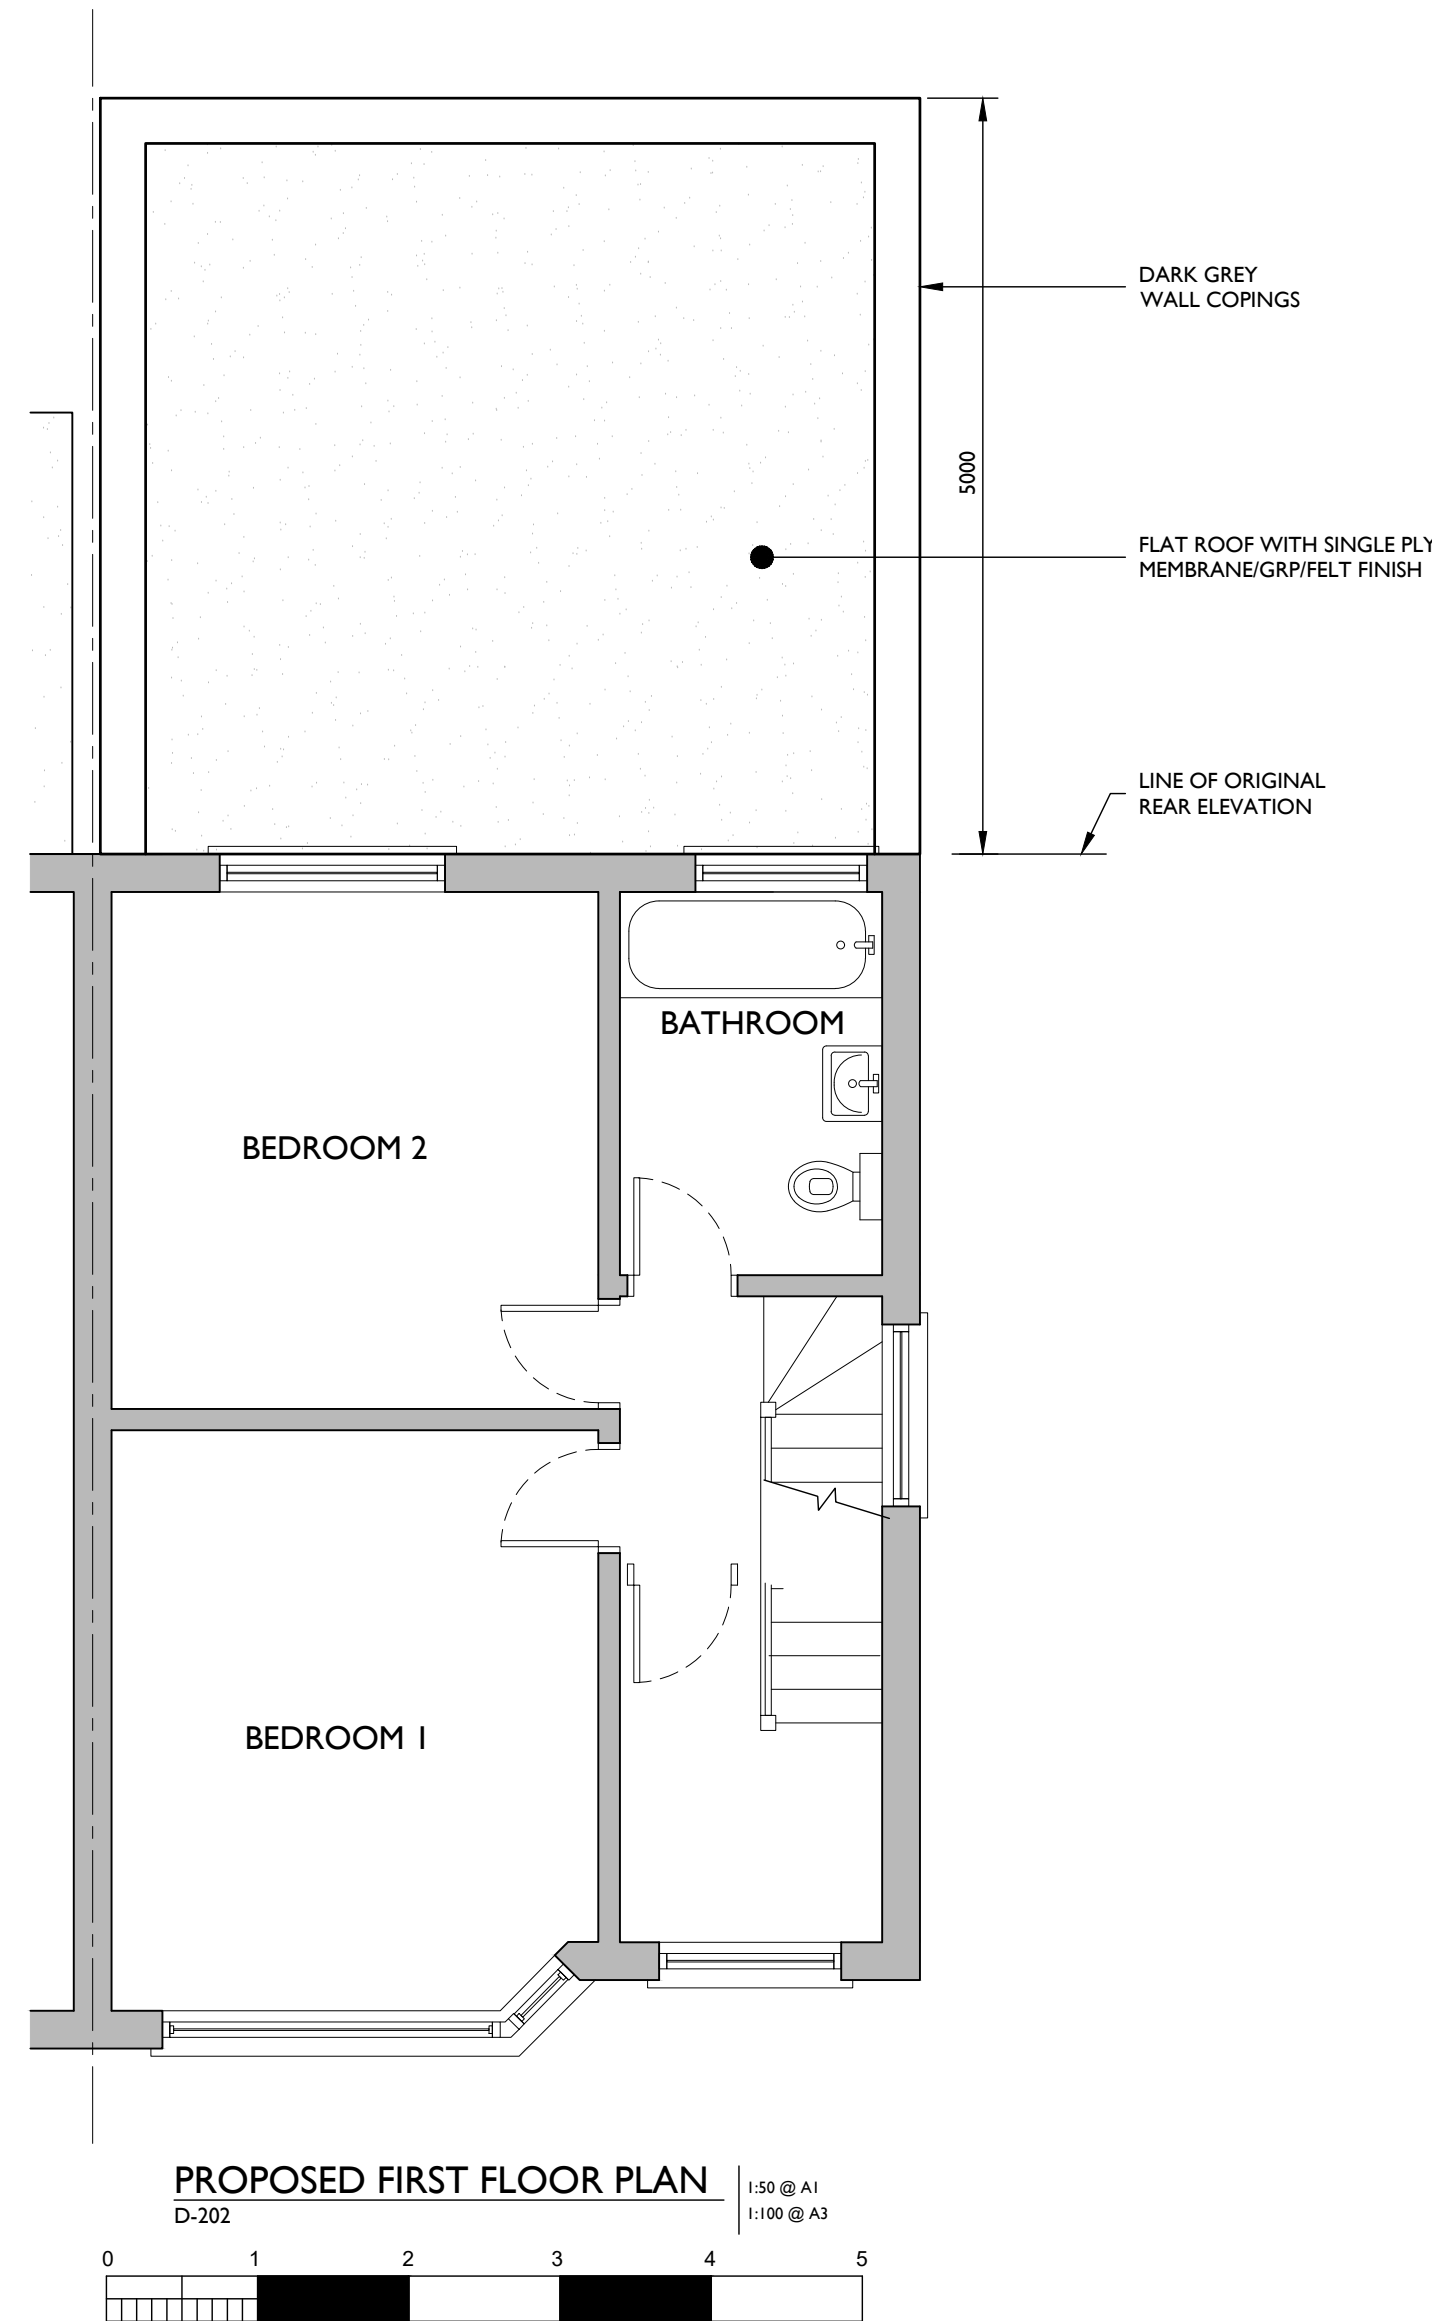 DARK GREY
WALL COPINGS
5000
FLAT ROOF WITH SINGLE PLY
MEMBRANE/GRP/FELT FINISH
LINE OF ORIGINAL
REAR ELEVATION
BATHROOM
BEDROOM 2
BEDROOM 1
PROPOSED FIRST FLOOR PLAN
1:50 @ A1
D-202
1:100 @ A3
0 1 2 3 4 5